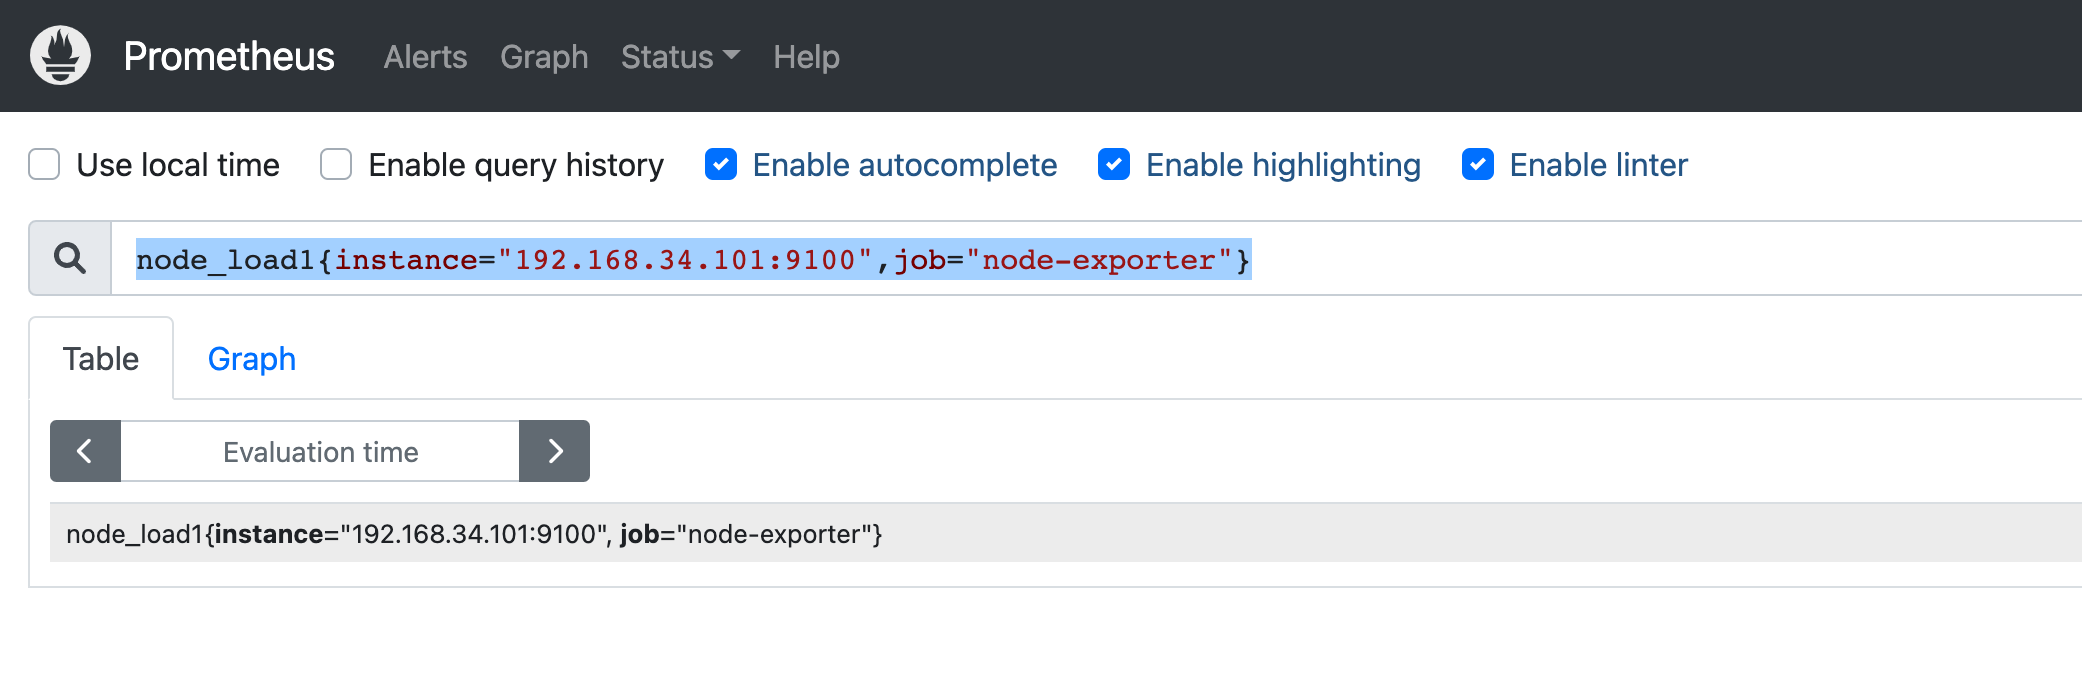 Prometheus Alerts Graph Status Help
Use local time Enable query history Enable autocomplete Enable highlighting Enable linter
node_load1{instance="192.168.34.101:9100",job="node-exporter"}
Table Graph
Evaluation time
node_load1{instance="192.168.34.101:9100", job="node-exporter"}